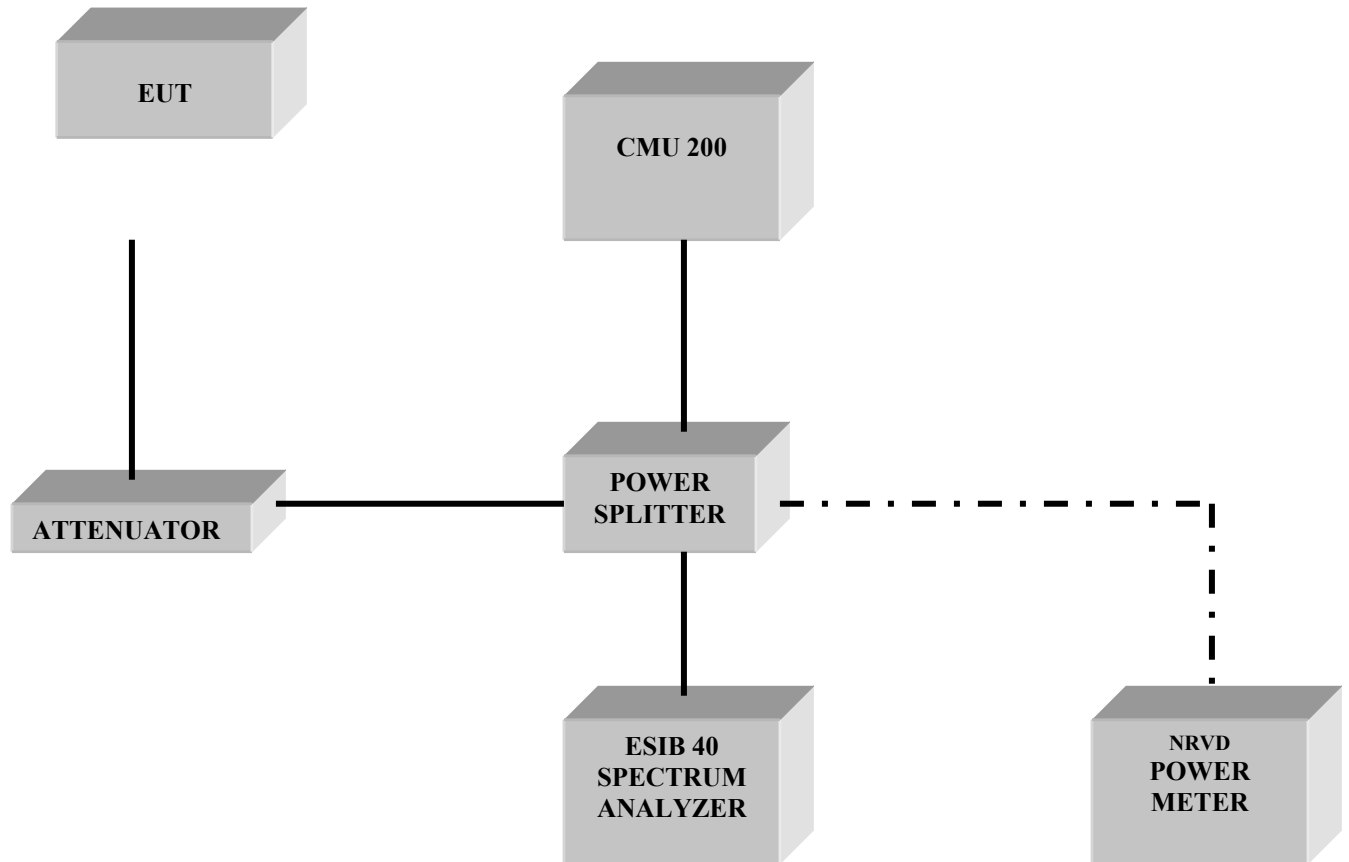 EUT
CMU 200
ATTENUATOR
POWER
SPLITTER
ESIB 40
SPECTRUM
ANALYZER
NRVD
POWER
METER